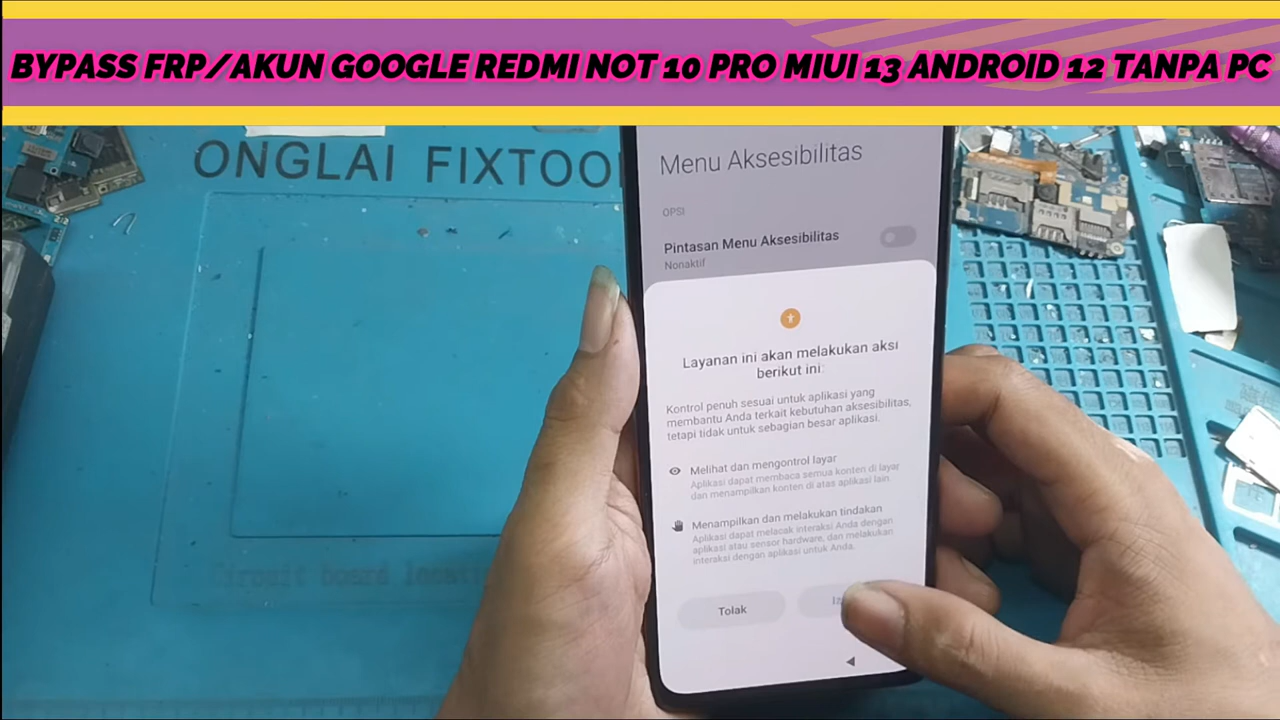 BYPASS FRP/AKUN GOOGLE REDMI NOT 10 PRO MIUI 13 ANDROID 12 TANPA PC
ONGLAI FIXTOO
Menu Aksesibilitas
OPSI
Pintasan Menu Aksesibilitas
Nonaktif
Layanan ini akan melakukan aksi
berikut ini:
Kontrol penuh sesuai untuk aplikasi yang
membantu Anda terkait kebutuhan aksesibilitas,
tetapi tidak untuk sebagian besar aplikasi.
Melihat dan mengontrol layar
Aplikasi dapat membaca semua konten di layar
dan menampilkan konten di atas aplikasi lain.
Menampilkan dan melakukan tindakan
Aplikasi dapat melacak interaksi Anda dengan
aplikasi atau sensor hardware, dan melakukan
interaksi dengan aplikasi untuk Anda.
Tolak